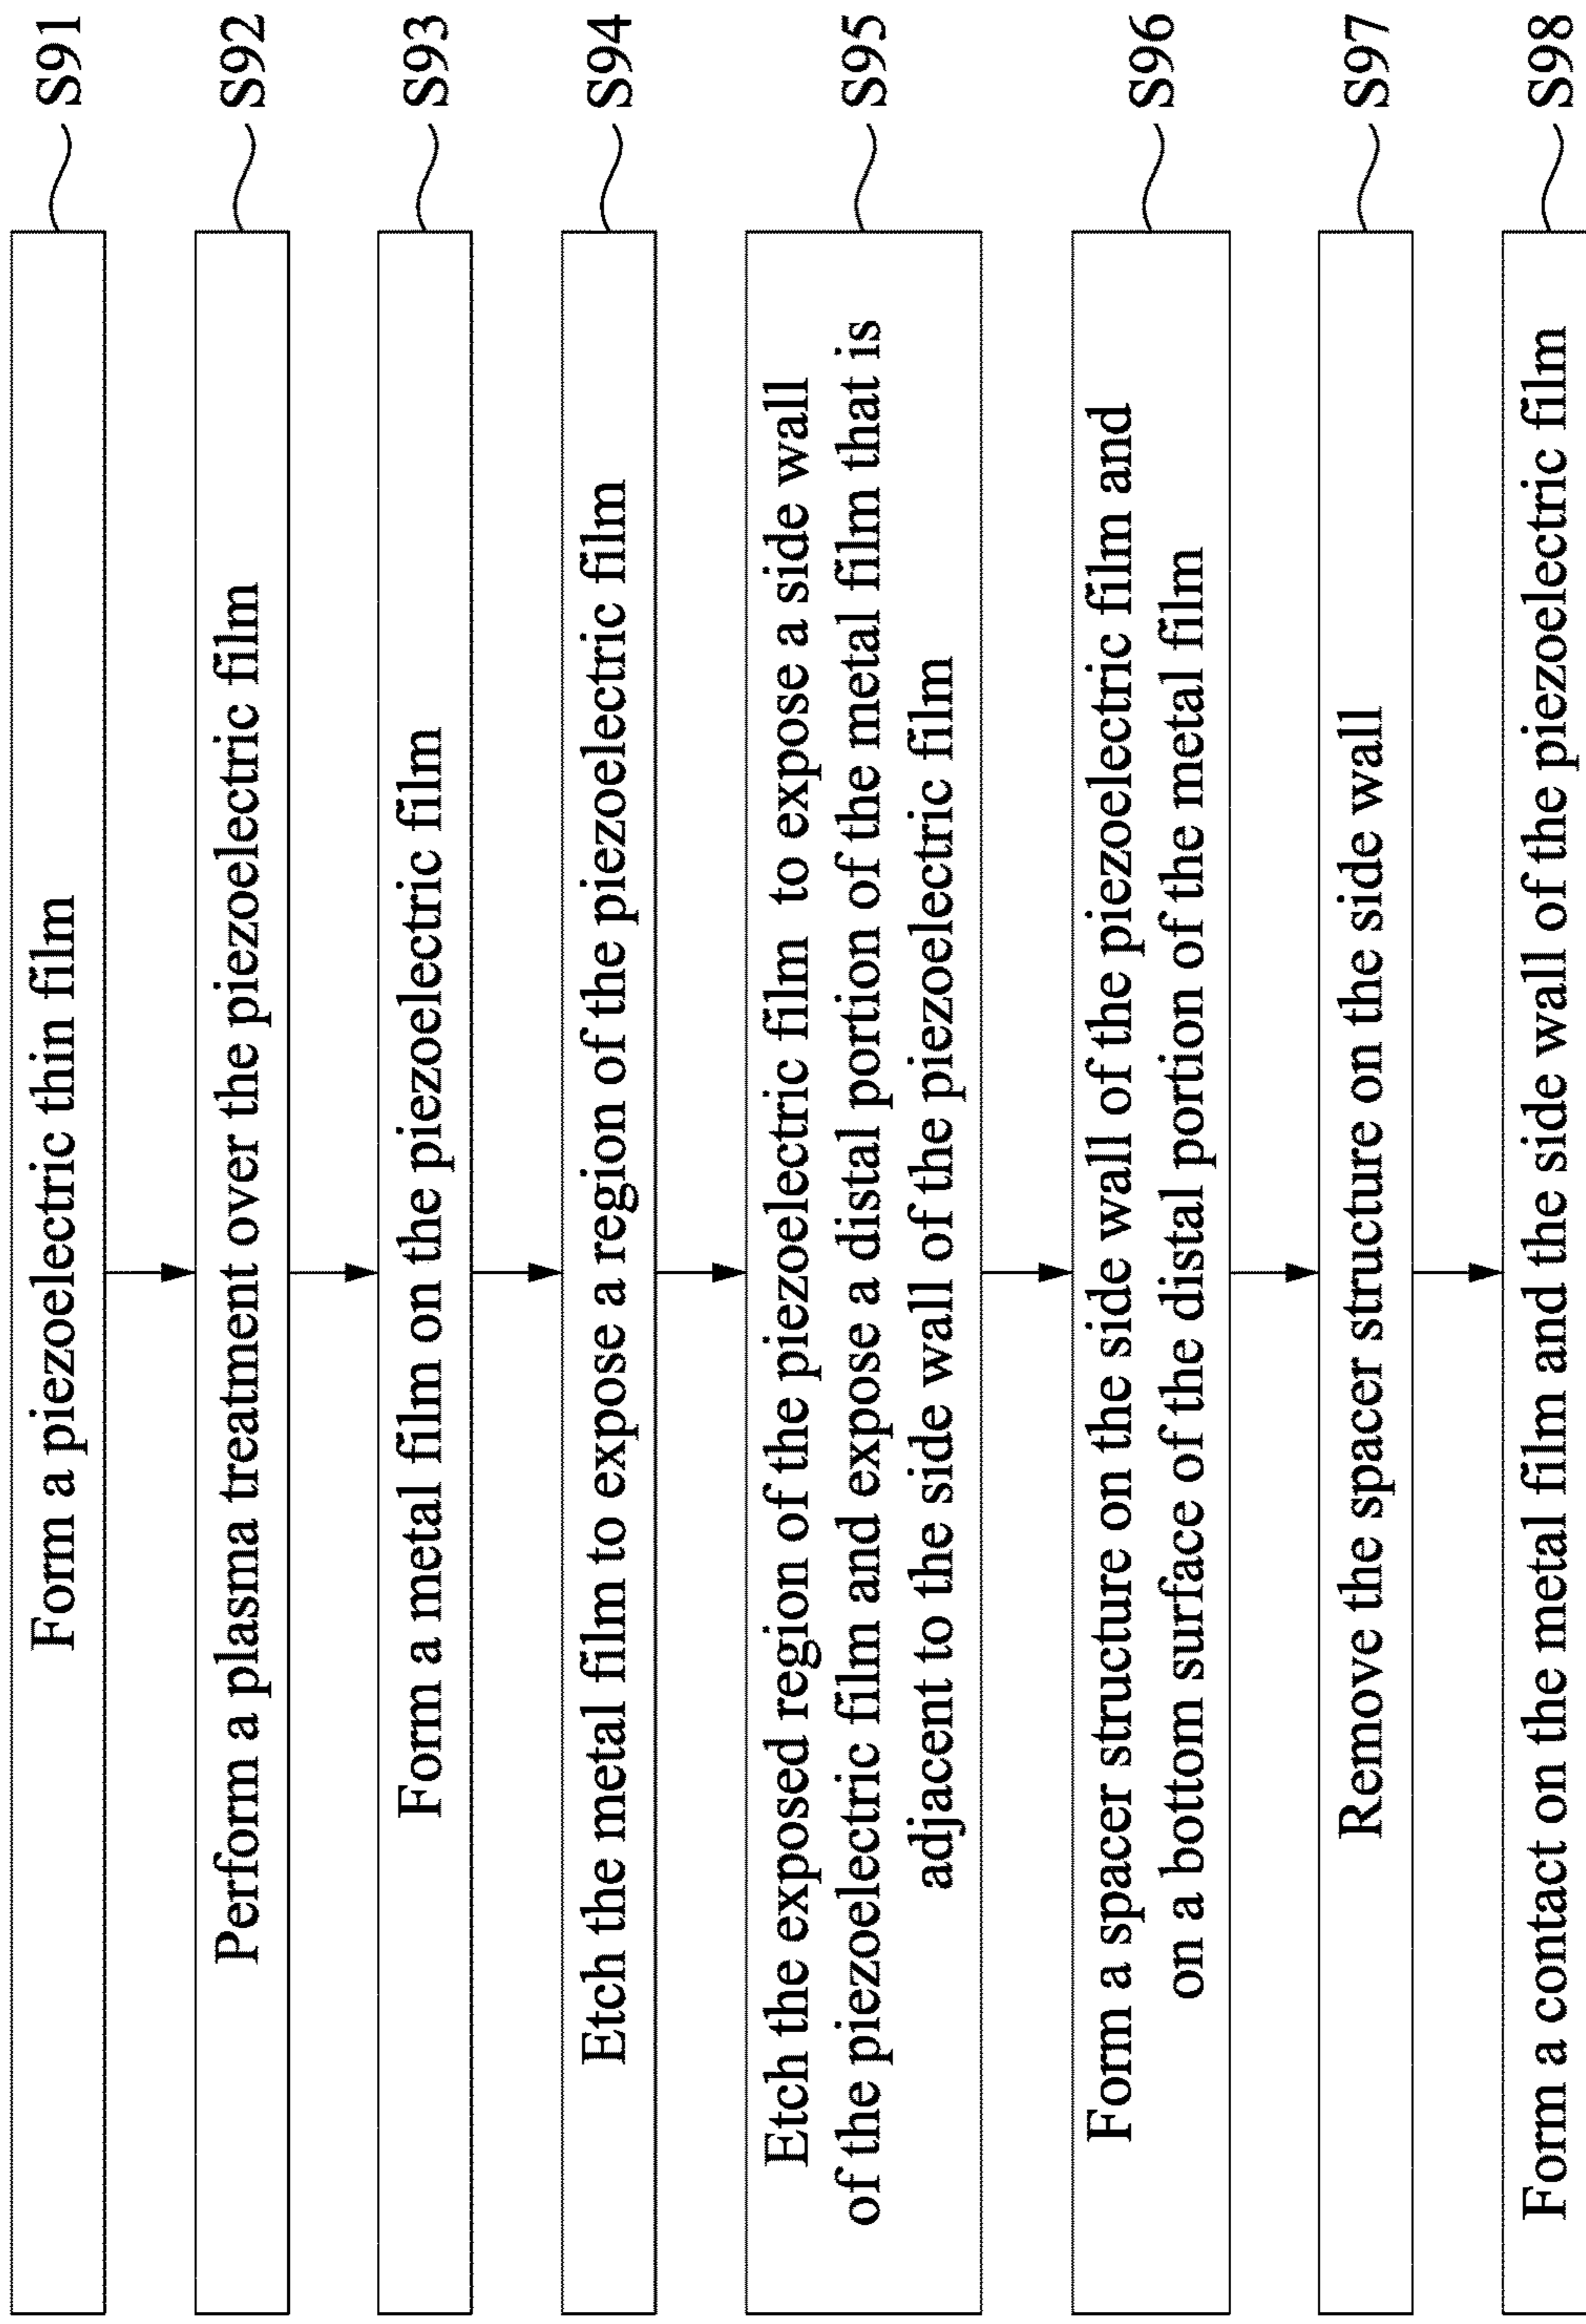 Form a piezoelectric thin film
S91
Perform a plasma treatment over the piezoelectric film
S92
Form a metal film on the piezoelectric film
S93
Etch the metal film to expose a region of the piezoelectric film
S94
Etch the exposed region of the piezoelectric film to expose a side wall
of the piezoelectric film and expose a distal portion of the metal film that is
adjacent to the side wall of the piezoelectric film
S95
Form a spacer structure on the side wall of the piezoelectric film and
on a bottom surface of the distal portion of the metal film
S96
Remove the spacer structure on the side wall
S97
Form a contact on the metal film and the side wall of the piezoelectric film
S98